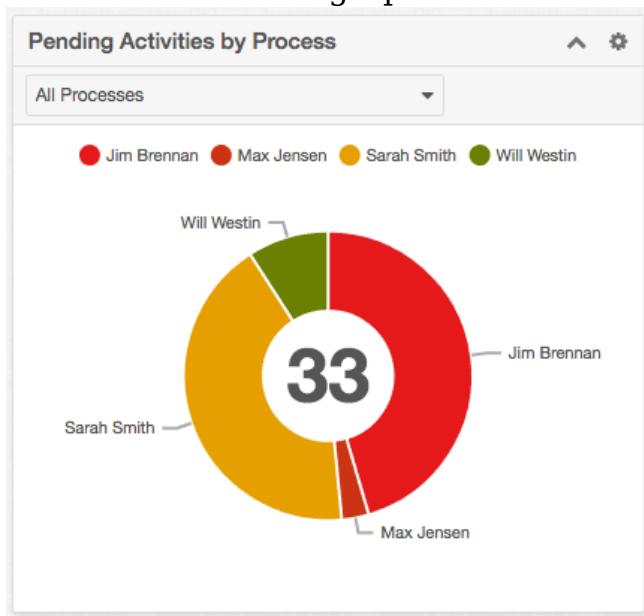 Pending Activities by Process
All Processes
Jim Brennan Max Jensen Sarah Smith Will Westin
Will Westin
33
Jim Brennan
Sarah Smith
Max Jensen